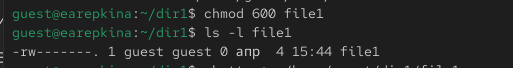 guest@earepkina:~/dir1$ chmod 600 file1
guest@earepkina:~/dir1$ ls -l file1
-rw-------. 1 guest guest 0 апр  4 15:44 file1